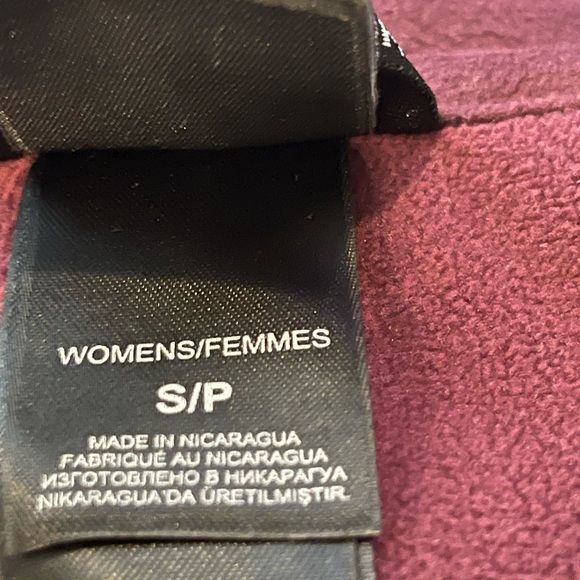 WOMENS/FEMMES
S/P
MADE IN NICARAGUA
FABRIQUÉ AU NICARAGUA
ИЗГОТОВЛЕНО В НИКАРАГУА
NIKARAGUA'DA ÜRETILMIŞTIR.